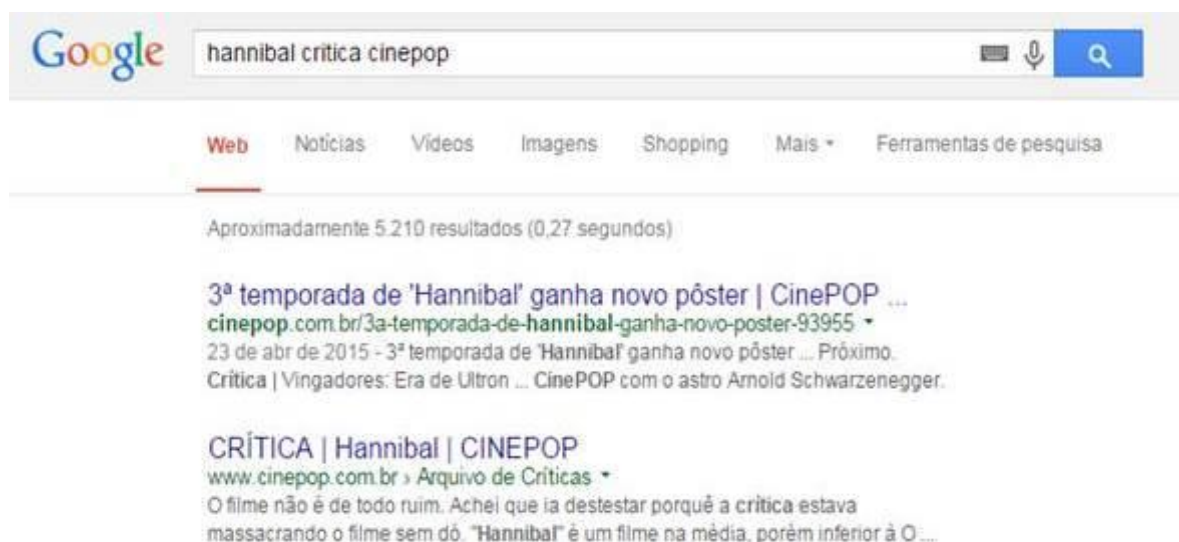 Google hannibal critica cinepop
Web Notícias Vídeos Imagens Shopping Mais Ferramentas de pesquisa
Aproximadamente 5.210 resultados (0,27 segundos)
3ª temporada de 'Hannibal' ganha novo pôster | CinePOP ...
cinepop.com.br/3a-temporada-de-hannibal-ganha-novo-poster-93955
23 de abr de 2015 - 3ª temporada de 'Hannibal' ganha novo pôster ... Próximo.
Crítica | Vingadores: Era de Ultron ... CinePOP com o astro Arnold Schwarzenegger.
CRÍTICA | Hannibal | CINEPOP
www.cinepop.com.br › Arquivo de Críticas
O filme não é de todo ruim. Achei que ia destestar porquê a crítica estava
massacrando o filme sem dó. "Hannibal" é um filme na média, porém inferior à O ...